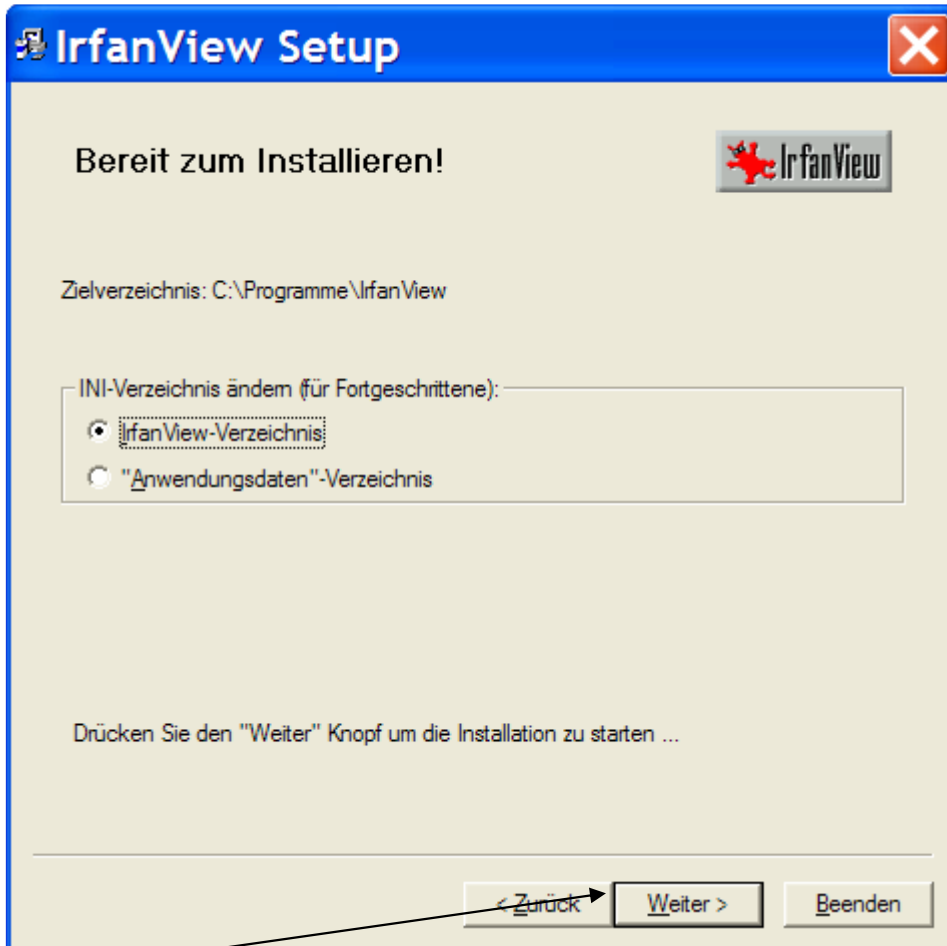 IrfanView Setup
Bereit zum Installieren!
IrfanView
Zielverzeichnis: C:\Programme\IrfanView
INI-Verzeichnis ändern (für Fortgeschrittene):
IrfanView-Verzeichnis
"Anwendungsdaten"-Verzeichnis
Drücken Sie den "Weiter" Knopf um die Installation zu starten ...
< Zurück
Weiter >
Beenden